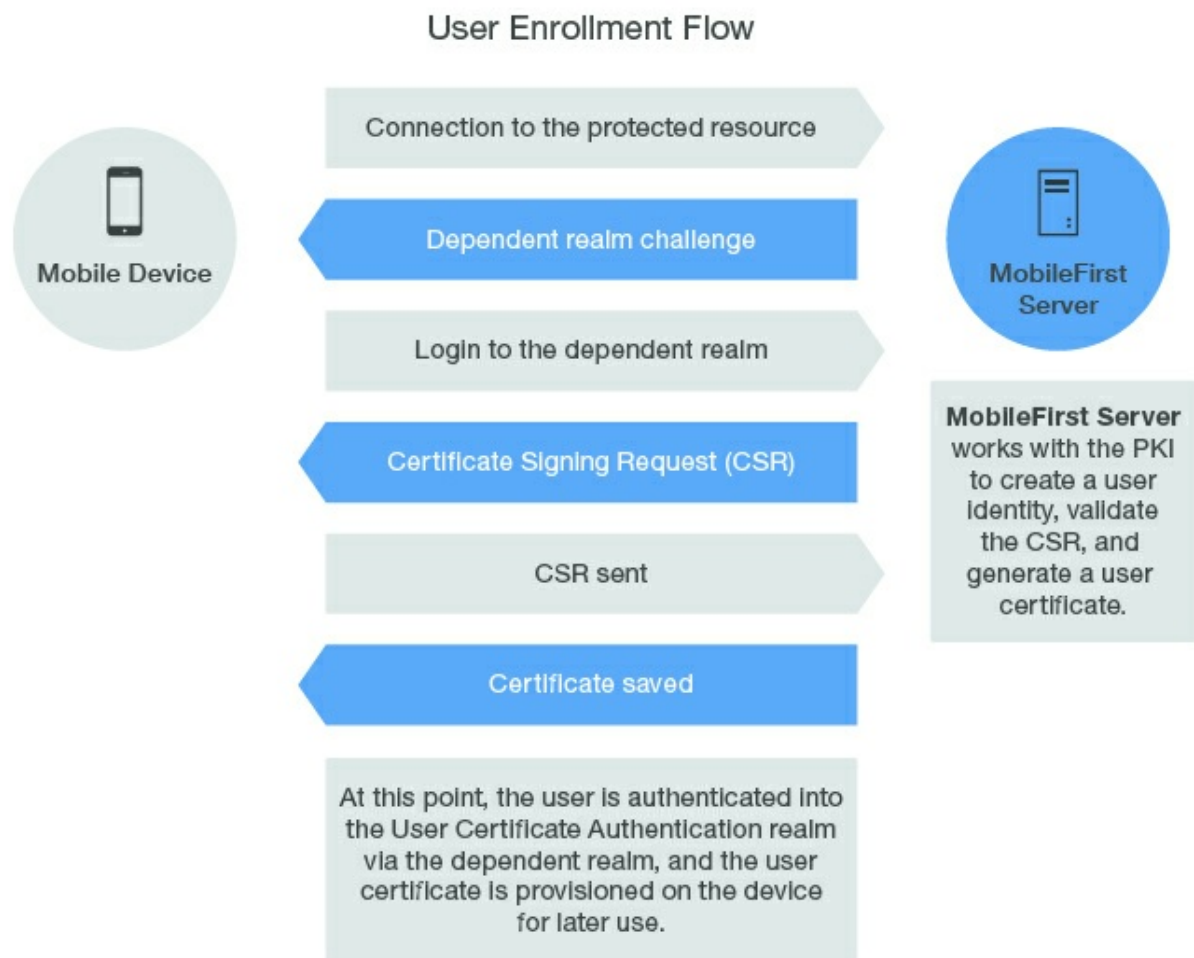 User Enrollment Flow
Connection to the protected resource
Mobile Device
Dependent realm challenge
MobileFirst
Server
Login to the dependent realm
Certificate Signing Request (CSR)
MobileFirst Server
works with the PKI
to create a user
identity, validate
the CSR, and
generate a user
certificate.
CSR sent
Certificate saved
At this point, the user is authenticated into
the User Certificate Authentication realm
via the dependent realm, and the user
certificate is provisioned on the device
for later use.